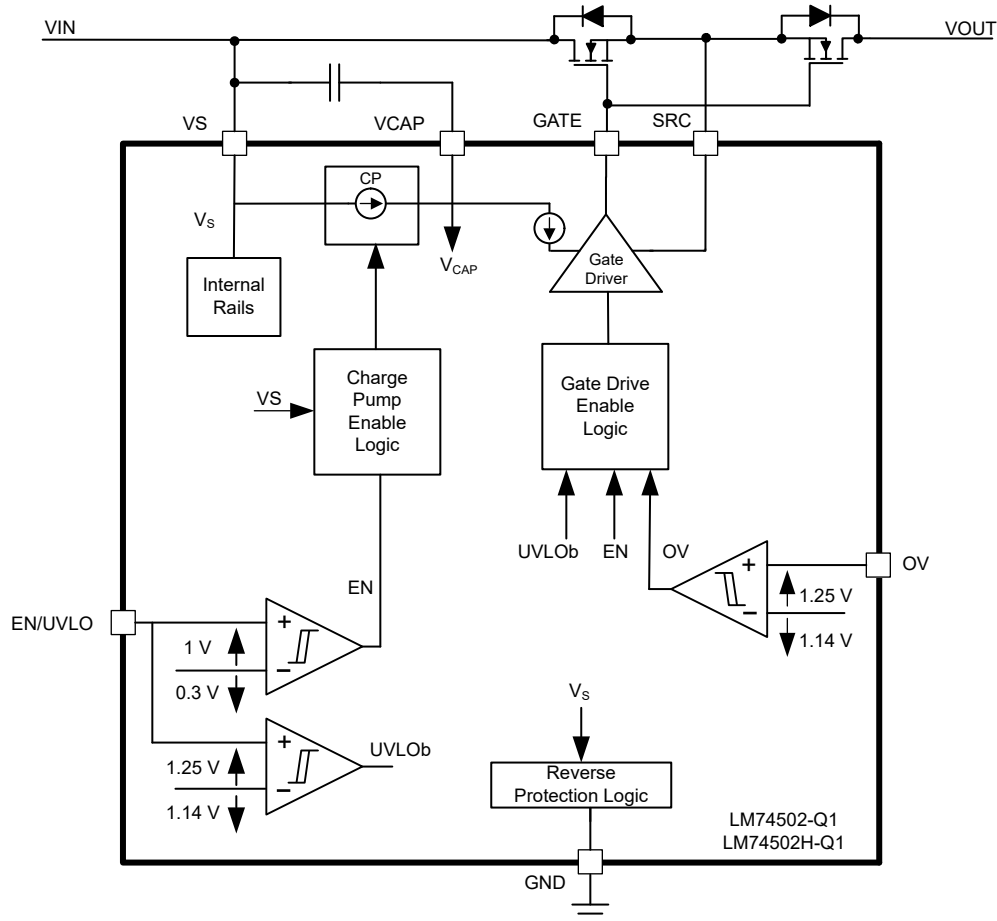 VIN
VOUT
VS
VCAP
GATE
SRC
CP
VS
VCAP
Internal
Rails
Gate
Driver
Charge
Pump
Enable
Logic
VS
Gate Drive
Enable
Logic
UVLOb
EN
OV
OV
+
1.25 V
−
1.14 V
EN
EN/UVLO
+
1 V
−
0.3 V
VS
+
UVLOb
1.25 V
−
1.14 V
Reverse
Protection Logic
LM74502-Q1
LM74502H-Q1
GND